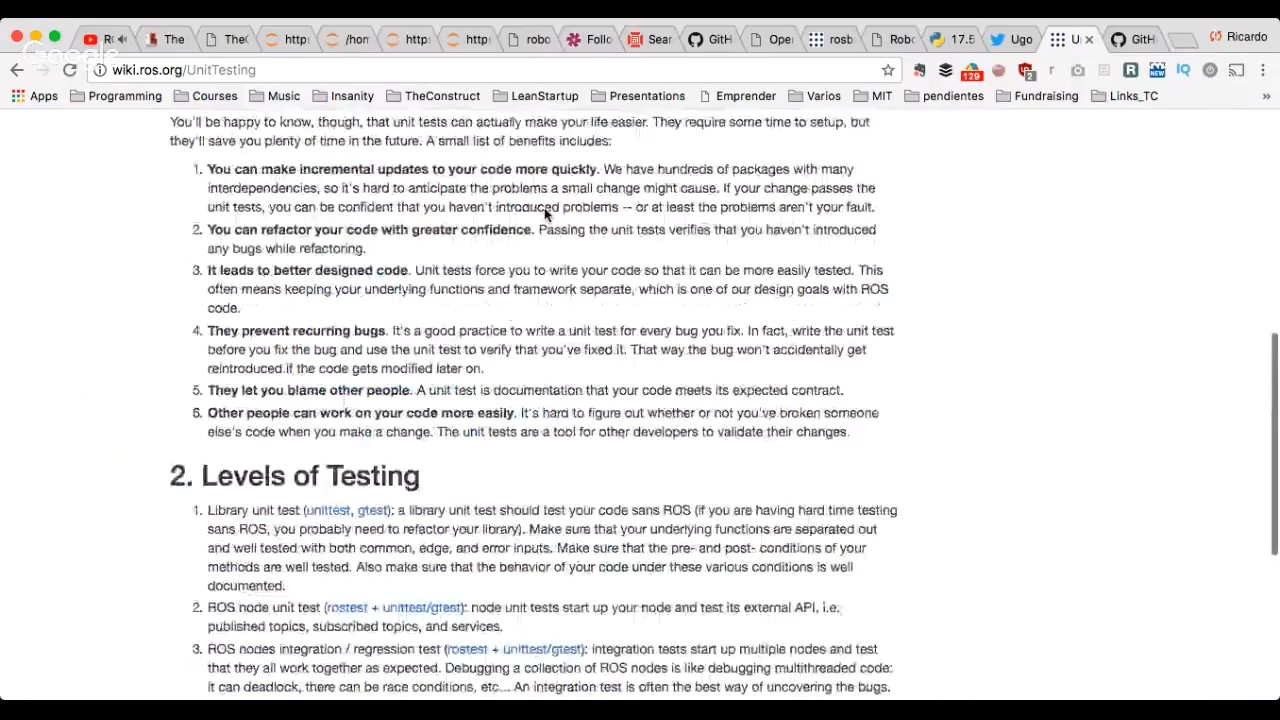 Google
R
The
TheC
http:
/hon
http:
http:
robo
Follo
Sear
GitH
Ope
rosb
Robo
17.5
Ugo
U
GitH
Ricardo
wiki.ros.org/UnitTesting
129
2
R
NEW
IQ
Apps Programming Courses Music Insanity TheConstruct LeanStartup Presentations Emprender Varios MIT pendientes Fundraising Links_TC »
You'll be happy to know, though, that unit tests can actually make your life easier. They require some time to setup, but
they'll save you plenty of time in the future. A small list of benefits includes:
1. You can make incremental updates to your code more quickly. We have hundreds of packages with many
interdependencies, so it's hard to anticipate the problems a small change might cause. If your change passes the
unit tests, you can be confident that you haven't introduced problems -- or at least the problems aren't your fault.
2. You can refactor your code with greater confidence. Passing the unit tests verifies that you haven't introduced
any bugs while refactoring.
3. It leads to better designed code. Unit tests force you to write your code so that it can be more easily tested. This
often means keeping your underlying functions and framework separate, which is one of our design goals with ROS
code.
4. They prevent recurring bugs. It's a good practice to write a unit test for every bug you fix. In fact, write the unit test
before you fix the bug and use the unit test to verify that you've fixed it. That way the bug won't accidentally get
reintroduced if the code gets modified later on.
5. They let you blame other people. A unit test is documentation that your code meets its expected contract.
6. Other people can work on your code more easily. It's hard to figure out whether or not you've broken someone
else's code when you make a change. The unit tests are a tool for other developers to validate their changes.
2. Levels of Testing
1. Library unit test (unittest, gtest): a library unit test should test your code sans ROS (if you are having hard time testing
sans ROS, you probably need to refactor your library). Make sure that your underlying functions are separated out
and well tested with both common, edge, and error inputs. Make sure that the pre- and post- conditions of your
methods are well tested. Also make sure that the behavior of your code under these various conditions is well
documented.
2. ROS node unit test (rostest + unittest/gtest): node unit tests start up your node and test its external API, i.e.
published topics, subscribed topics, and services.
3. ROS nodes integration / regression test (rostest + unittest/gtest): integration tests start up multiple nodes and test
that they all work together as expected. Debugging a collection of ROS nodes is like debugging multithreaded code:
it can deadlock, there can be race conditions, etc... An integration test is often the best way of uncovering the bugs.